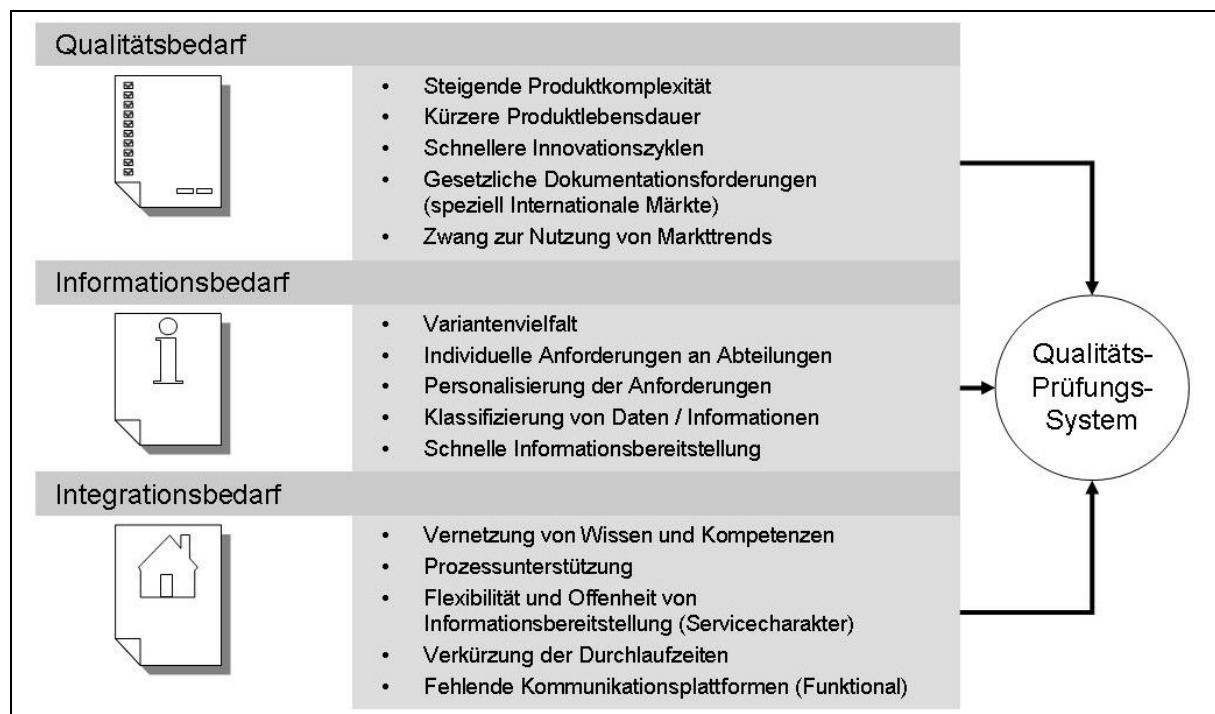 Qualitätsbedarf
• Steigende Produktkomplexität
• Kürzere Produktlebensdauer
• Schnellere Innovationszyklen
• Gesetzliche Dokumentationsforderungen
(speziell Internationale Märkte)
• Zwang zur Nutzung von Markttrends
Informationsbedarf
• Variantenvielfalt
• Individuelle Anforderungen an Abteilungen
• Personalisierung der Anforderungen
• Klassifizierung von Daten / Informationen
• Schnelle Informationsbereitstellung
Integrationsbedarf
• Vernetzung von Wissen und Kompetenzen
• Prozessunterstützung
• Flexibilität und Offenheit von
Informationsbereitstellung (Servicecharakter)
• Verkürzung der Durchlaufzeiten
• Fehlende Kommunikationsplattformen (Funktional)
Qualitäts-
Prüfungs-
System